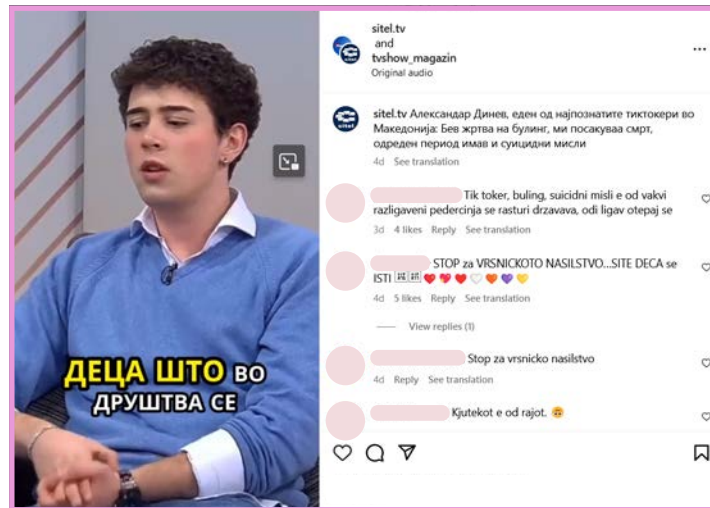 ДЕЦА ШТО ВО
ДРУШТВА СЕ
sitel.tv
and
tvshow_magazin
Original audio
sitel.tv Александар Динев, еден од најпознатите тиктокери во
Македонија: Бев жртва на булинг, ми посакуваа смрт,
одреден период имав и суицидни мисли
4d See translation
Tik toker, buling, suicidni misli e od vakvi
razligaveni pedercinja se rasturi drzavava, odi ligav otepaj se
3d 4 likes Reply See translation
STOP za VRSNICKOTO NASILSTVO...SITE DECA se
ISTI
4d 5 likes Reply See translation
View replies (1)
Stop za vrsnicko nasilstvo
4d Reply See translation
Kjutekot e od rajot. 🙃